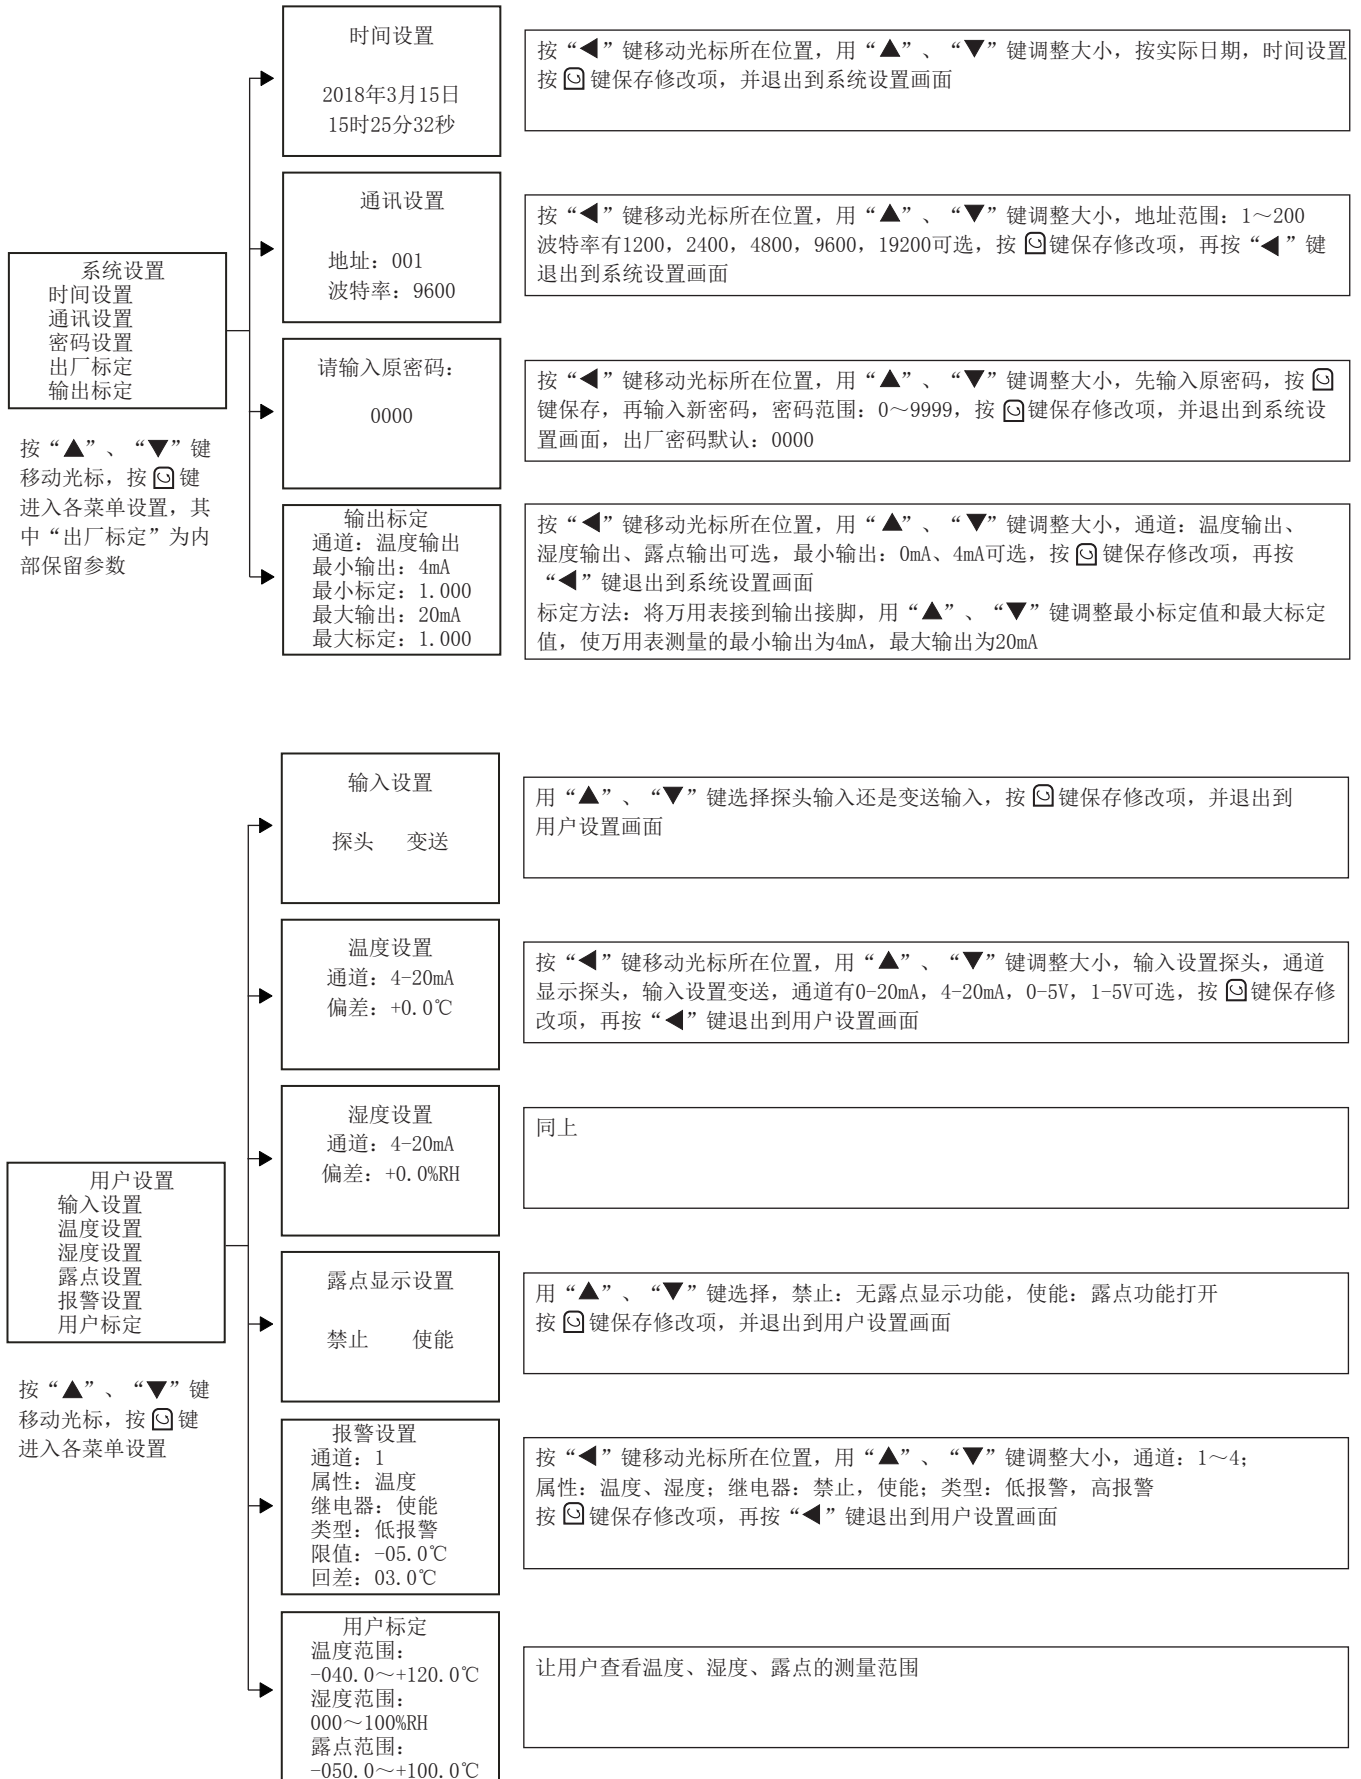 时间设置
2018年3月15日
15时25分32秒
按“◀”键移动光标所在位置，用“▲”、“▼”键调整大小，按实际日期，时间设置
按键保存修改项，并退出到系统设置画面
通讯设置
地址：001
波特率：9600
按“◀”键移动光标所在位置，用“▲”、“▼”键调整大小，地址范围：1～200
波特率有1200，2400，4800，9600，19200可选，按键保存修改项，再按“◀”键
退出到系统设置画面
系统设置
时间设置
通讯设置
密码设置
出厂标定
输出标定
按“▲”、“▼”键
移动光标，按键
进入各菜单设置，其
中“出厂标定”为内
部保留参数
请输入原密码：
0000
按“◀”键移动光标所在位置，用“▲”、“▼”键调整大小，先输入原密码，按
键保存，再输入新密码，密码范围：0～9999，按键保存修改项，并退出到系统设
置画面，出厂密码默认：0000
输出标定
通道：温度输出
最小输出：4mA
最小标定：1.000
最大输出：20mA
最大标定：1.000
按“◀”键移动光标所在位置，用“▲”、“▼”键调整大小，通道：温度输出、
湿度输出、露点输出可选，最小输出：0mA、4mA可选，按键保存修改项，再按
“◀”键退出到系统设置画面
标定方法：将万用表接到输出接脚，用“▲”、“▼”键调整最小标定值和最大标定
值，使万用表测量的最小输出为4mA，最大输出为20mA
输入设置
探头 变送
用“▲”、“▼”键选择探头输入还是变送输入，按键保存修改项，并退出到
用户设置画面
温度设置
通道：4-20mA
偏差：+0.0℃
按“◀”键移动光标所在位置，用“▲”、“▼”键调整大小，输入设置探头，通道
显示探头，输入设置变送，通道有0-20mA，4-20mA，0-5V，1-5V可选，按键保存修
改项，再按“◀”键退出到用户设置画面
湿度设置
通道：4-20mA
偏差：+0.0%RH
同上
用户设置
输入设置
温度设置
湿度设置
露点设置
报警设置
用户标定
按“▲”、“▼”键
移动光标，按键
进入各菜单设置
露点显示设置
禁止 使能
用“▲”、“▼”键选择，禁止：无露点显示功能，使能：露点功能打开
按键保存修改项，并退出到用户设置画面
报警设置
通道：1
属性：温度
继电器：使能
类型：低报警
限值：-05.0℃
回差：03.0℃
按“◀”键移动光标所在位置，用“▲”、“▼”键调整大小，通道：1～4；
属性：温度、湿度；继电器：禁止，使能；类型：低报警，高报警
按键保存修改项，再按“◀”键退出到用户设置画面
用户标定
温度范围：
-040.0～+120.0℃
湿度范围：
000～100%RH
露点范围：
-050.0～+100.0℃
让用户查看温度、湿度、露点的测量范围